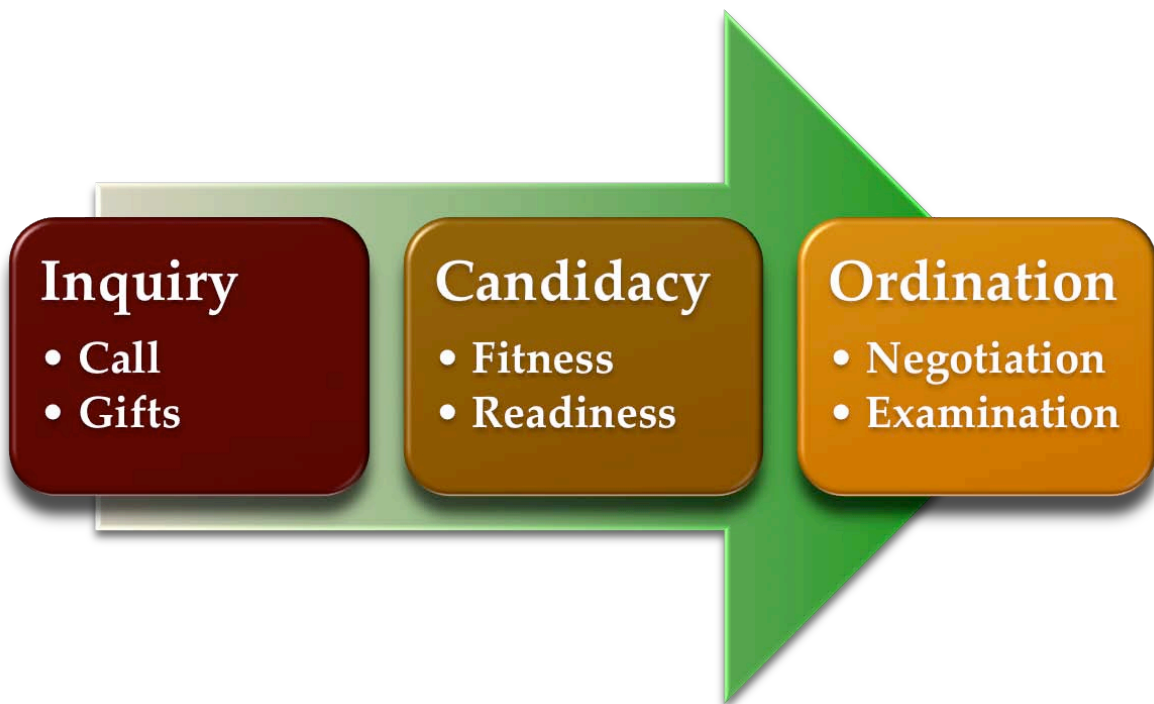 Inquiry
• Call
• Gifts
Candidacy
• Fitness
• Readiness
Ordination
• Negotiation
• Examination